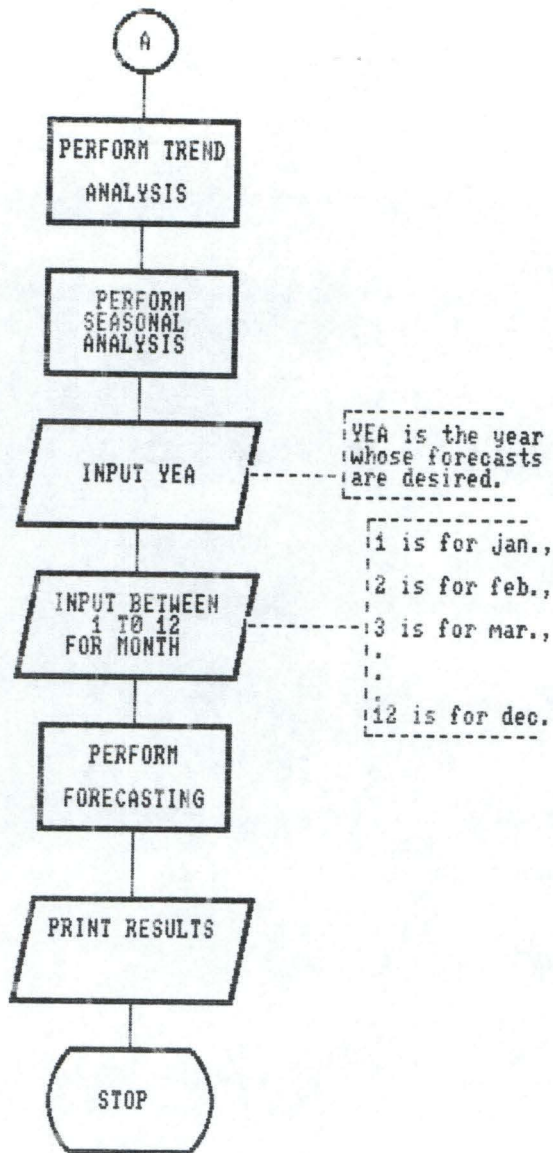 A
PERFORM TREND
ANALYSIS
PERFORM
SEASONAL
ANALYSIS
INPUT YEA
YEA is the year
whose forecasts
are desired.
INPUT BETWEEN
1 TO 12
FOR MONTH
1 is for jan.,
2 is for feb.,
3 is for mar.,
.
.
.
12 is for dec.
PERFORM
FORECASTING
PRINT RESULTS
STOP